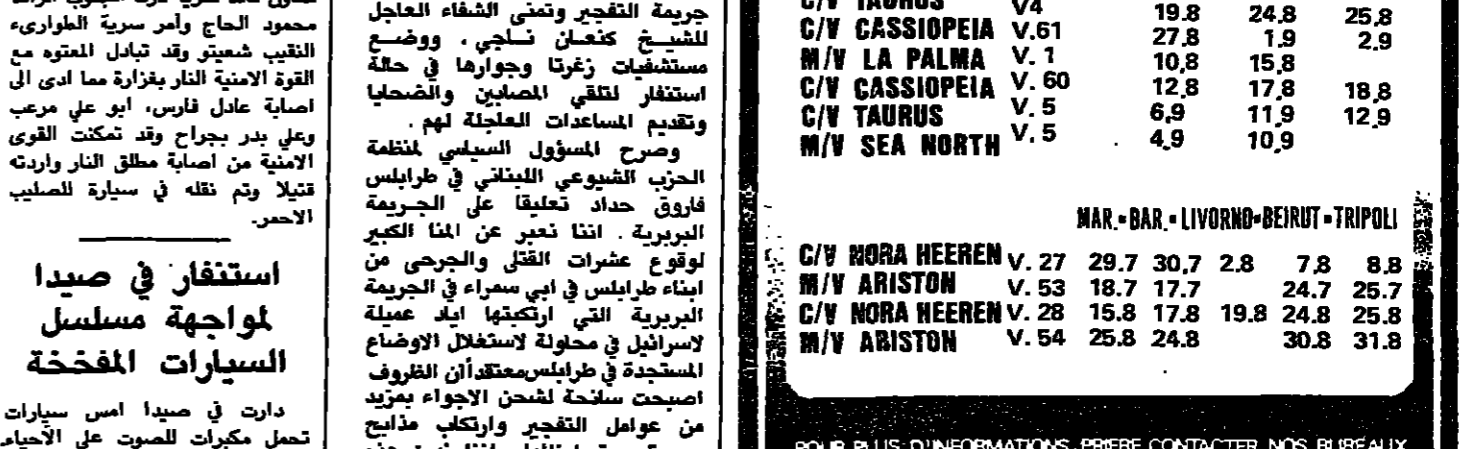 محمود الحاج وآمر سرية الطوارىء
النقيب شعيتو وقد تبادل المعتوه مع
القوة الامنية النار بغزارة مما ادى الى
اصابة عادل فارس، ابو علي مرعب
وعلي بدر بجراح وقد تمكنت القوى
الامنية من اصابة مطلق النار واردته
قتيلا وتم نقله في سيارة للصليب
الاحمر.
استنفار في صيدا
لمواجهة مسلسل
السيارات المفخخة
دارت في صيدا امس سيارات
تحمل مكبرات للصوت على الاحياء
جريمة التفجير وتمنى الشفاء العاجل
للشيخ كنعان ناجي، ووضع
مستشفيات زغرتا وجوارها في حالة
استنفار لتلقي المصابين والضحايا
وتقديم المساعدات العاجلة لهم.
وصرح المسؤول السياسي لمنظمة
الحزب الشيوعي اللبناني في طرابلس
فاروق حداد تعليقا على الجريمة
البربرية. اننا نعبر عن المنا الكبير
لوقوع عشرات القتلى والجرحى من
ابناء طرابلس في ابي سمراء في الجريمة
البربرية التي ارتكبتها اياد عميلة
لاسرائيل في محاولة لاستغلال الاوضاع
المستجدة في طرابلس معتقدا أن الظروف
اصبحت سانحة لشحن الاجواء بمزيد
من عوامل التفجير وارتكاب مذابح
C/V TAURUS V4 19.8 24.8 25.8
C/V CASSIOPEIA V.61 27.8 1.9 2.9
M/V LA PALMA V. 1 10.8 15.8
C/V CASSIOPEIA V. 60 12.8 17.8 18.8
C/V TAURUS V. 5 6.9 11.9 12.9
M/V SEA NORTH V. 5 4.9 10.9
MAR.-BAR.-LIVORNO-BEIRUT-TRIPOLI
C/V NORA HEEREN V. 27 29.7 30.7 2.8 7.8 8.8
M/V ARISTON V. 53 18.7 17.7 24.7 25.7
C/V NORA HEEREN V. 28 15.8 17.8 19.8 24.8 25.8
M/V ARISTON V. 54 25.8 24.8 30.8 31.8
POUR PLUS D'INFORMATIONS, PRIERE CONTACTER NOS BUREAUX